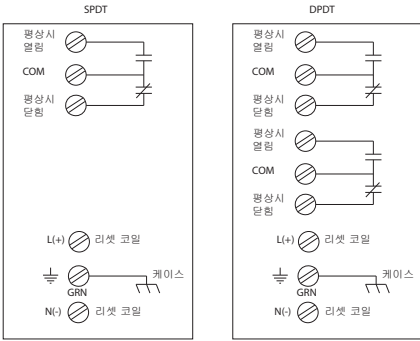 SPDT
평상시
열림
COM
평상시
닫힘
L(+) 리셋 코일
케이스
GRN
N(-) 리셋 코일
DPDT
평상시
열림
COM
평상시
닫힘
평상시
열림
COM
평상시
닫힘
L(+) 리셋 코일
케이스
GRN
N(-) 리셋 코일